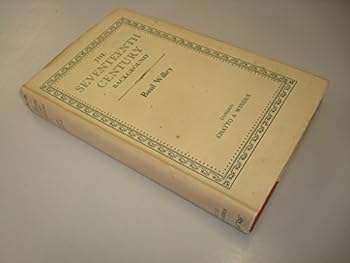 THE
SEVENTEENTH
CENTURY
BACKGROUND
Basil Willey
LONDON
CHATTO & WINDUS